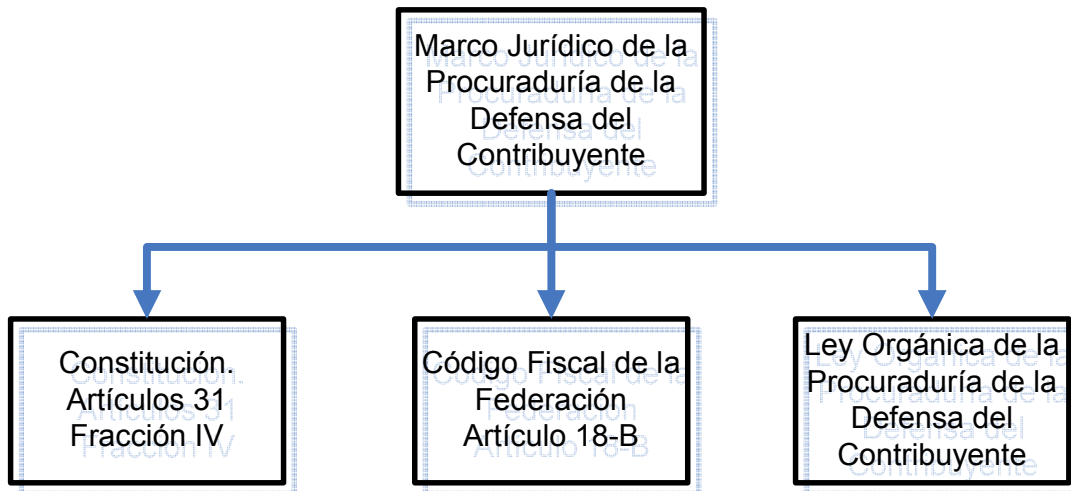 Marco Jurídico de la
Procuraduría de la
Defensa del
Contribuyente
Constitución.
Artículos 31
Fracción IV
Código Fiscal de la
Federación
Artículo 18-B
Ley Orgánica de la
Procuraduría de la
Defensa del
Contribuyente